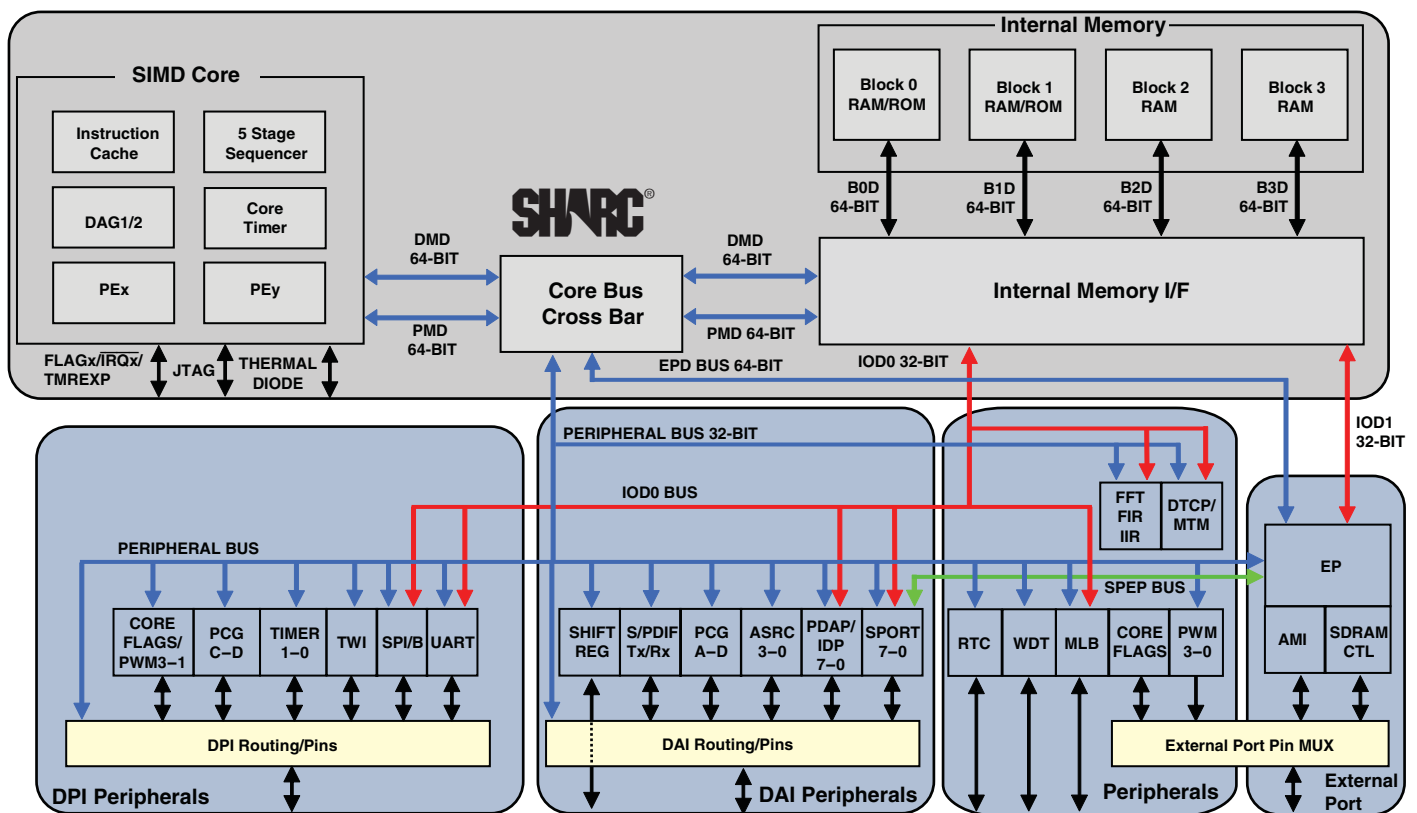 Internal Memory
SIMD Core
Block 0
RAM/ROM
Block 1
RAM/ROM
Block 2
RAM
Block 3
RAM
Instruction
Cache
5 Stage
Sequencer
DAG1/2
Core
Timer
PEx
PEy
B0D
64-BIT
B1D
64-BIT
B2D
64-BIT
B3D
64-BIT
SHARC®
DMD
64-BIT
DMD
64-BIT
Core Bus
Cross Bar
Internal Memory I/F
PMD
64-BIT
PMD 64-BIT
FLAGx/IRQx/
TMREXP
JTAG
THERMAL
DIODE
EPD BUS 64-BIT
IOD0 32-BIT
IOD1
32-BIT
PERIPHERAL BUS 32-BIT
IOD0 BUS
FFT
FIR
IIR
DTCP/
MTM
PERIPHERAL BUS
SPEP BUS
EP
CORE
FLAGS/
PWM3–1
PCG
C–D
TIMER
1–0
TWI
SPI/B
UART
SHIFT
REG
S/PDIF
Tx/Rx
PCG
A–D
ASRC
3–0
PDAP/
IDP
7–0
SPORT
7–0
RTC
WDT
MLB
CORE
FLAGS
PWM
3–0
AMI
SDRAM
CTL
DPI Routing/Pins
DAI Routing/Pins
External Port Pin MUX
DPI Peripherals
DAI Peripherals
Peripherals
External
Port